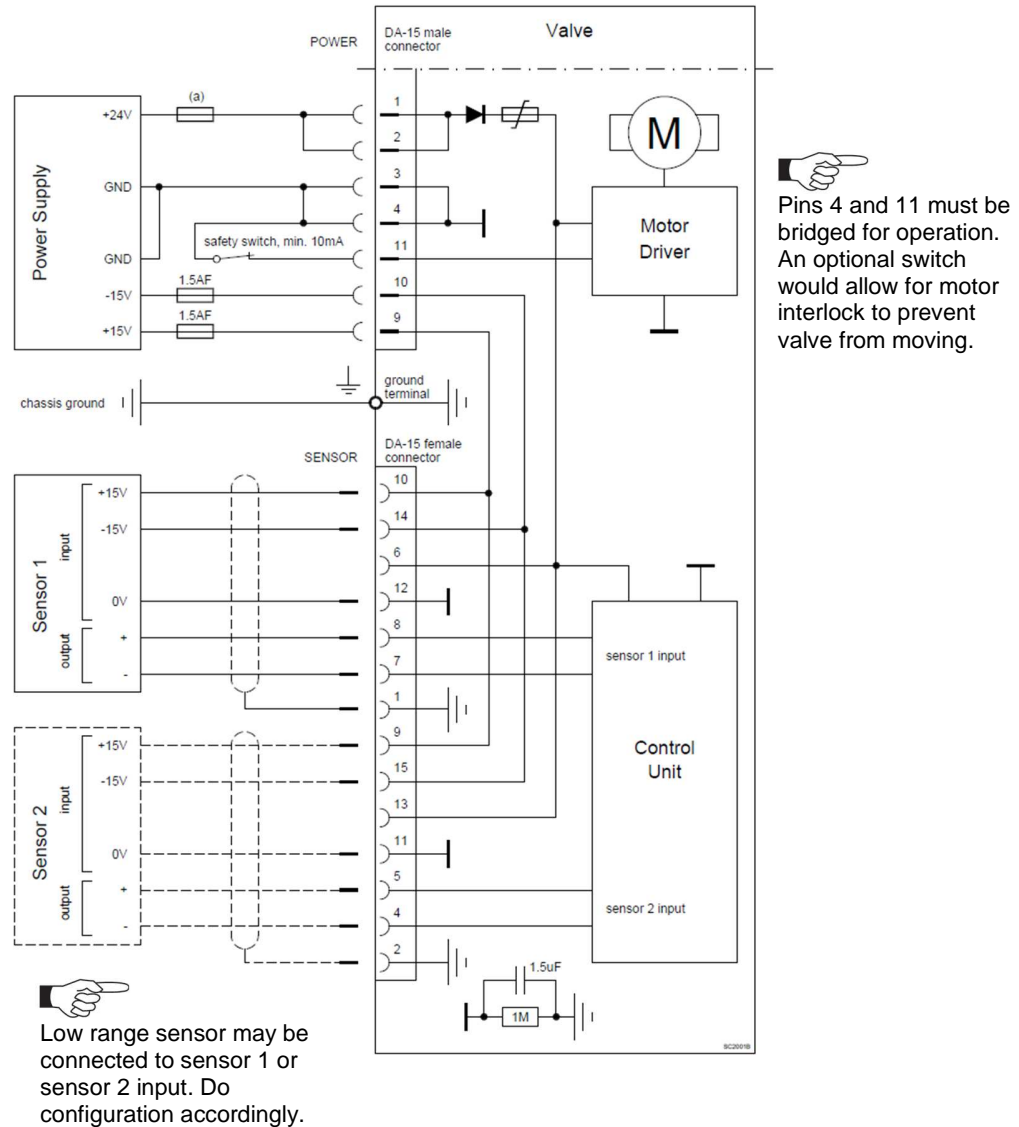 POWER
DA-15 male
connector
Valve
Power Supply
+24V
(a)
GND
safety switch, min. 10mA
GND
1.5AF
-15V
1.5AF
+15V
1
2
3
4
11
10
9
M
Motor
Driver
Pins 4 and 11 must be
bridged for operation.
An optional switch
would allow for motor
interlock to prevent
valve from moving.
chassis ground
ground
terminal
SENSOR
DA-15 female
connector
Sensor 1
input
output
+15V
-15V
0V
+
-
10
14
6
12
8
7
1
sensor 1 input
Control
Unit
Sensor 2
input
output
+15V
-15V
0V
+
-
9
15
13
11
5
4
2
sensor 2 input
1.5uF
1M
SC2001B
Low range sensor may be
connected to sensor 1 or
sensor 2 input. Do
configuration accordingly.